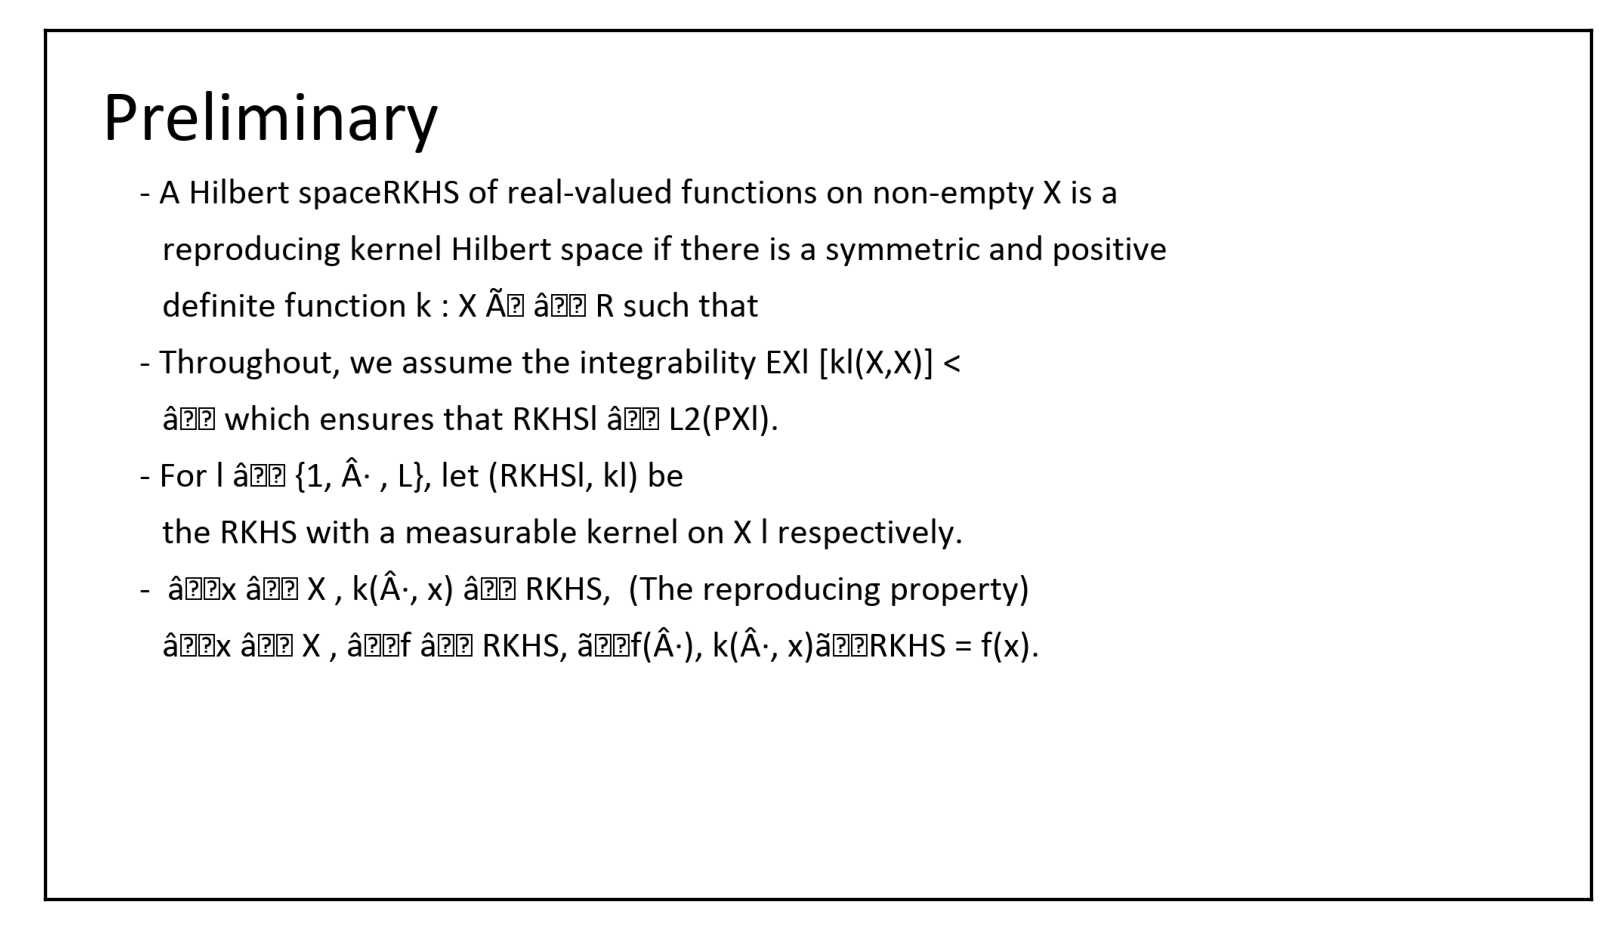 Preliminary
- A Hilbert spaceRKHS of real-valued functions on non-empty X is a
reproducing kernel Hilbert space if there is a symmetric and positive
definite function k : X Ã� â�� R such that
- Throughout, we assume the integrability EXl [kl(X,X)] <
â�� which ensures that RKHSl â�� L2(PXl).
- For l â�� {1, Â· , L}, let (RKHSl, kl) be
the RKHS with a measurable kernel on X l respectively.
- â��x â�� X , k(Â·, x) â�� RKHS, (The reproducing property)
â��x â�� X , â��f â�� RKHS, ã��f(Â·), k(Â·, x)ã��RKHS = f(x).